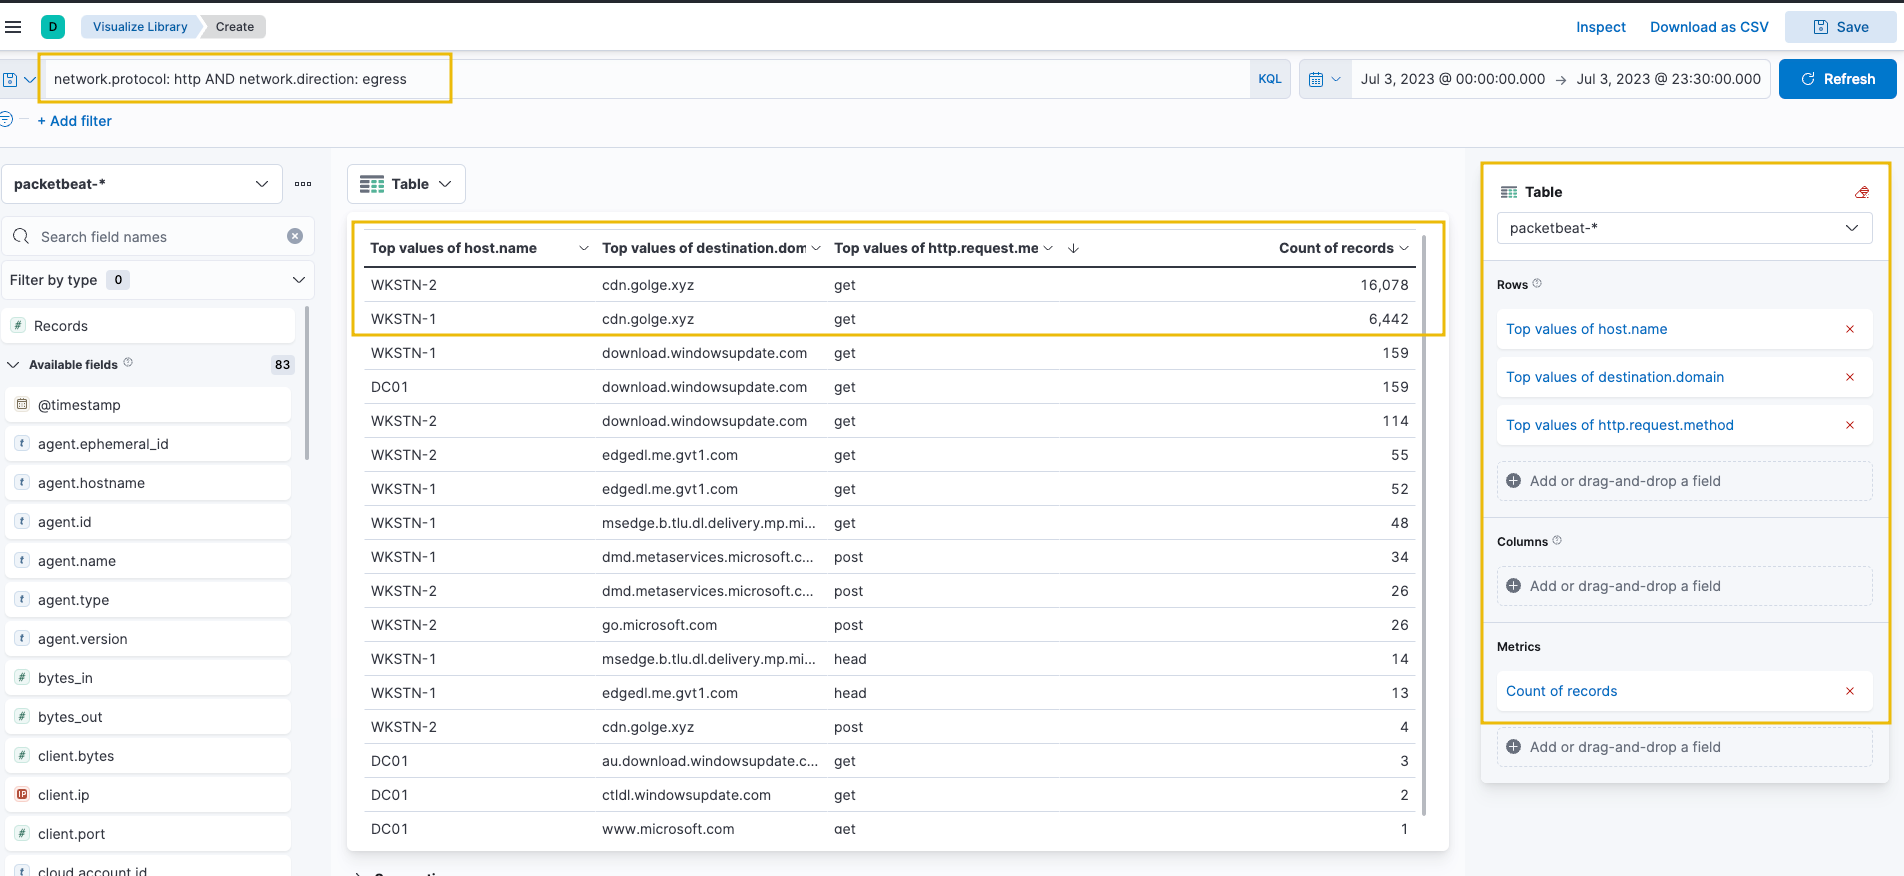 D Visualize Library Create Inspect Download as CSV Save
network.protocol: http AND network.direction: egress KQL Jul 3, 2023 @ 00:00:00.000 → Jul 3, 2023 @ 23:30:00.000 Refresh
+ Add filter
packetbeat-*
Search field names
Filter by type 0
# Records
Available fields 83
@timestamp
t agent.ephemeral_id
t agent.hostname
t agent.id
t agent.name
t agent.type
t agent.version
# bytes_in
# bytes_out
# client.bytes
IP client.ip
# client.port
t cloud.account.id
Table
Top values of host.name Top values of destination.dom Top values of http.request.me Count of records
WKSTN-2 cdn.golge.xyz get 16,078
WKSTN-1 cdn.golge.xyz get 6,442
WKSTN-1 download.windowsupdate.com get 159
DC01 download.windowsupdate.com get 159
WKSTN-2 download.windowsupdate.com get 114
WKSTN-2 edgedl.me.gvt1.com get 55
WKSTN-1 edgedl.me.gvt1.com get 52
WKSTN-1 msedge.b.tlu.dl.delivery.mp.mi... get 48
WKSTN-1 dmd.metaservices.microsoft.c... post 34
WKSTN-2 dmd.metaservices.microsoft.c... post 26
WKSTN-2 go.microsoft.com post 26
WKSTN-1 msedge.b.tlu.dl.delivery.mp.mi... head 14
WKSTN-1 edgedl.me.gvt1.com head 13
WKSTN-2 cdn.golge.xyz post 4
DC01 au.download.windowsupdate.c... get 3
DC01 ctldl.windowsupdate.com get 2
DC01 www.microsoft.com get 1
Table
packetbeat-*
Rows
Top values of host.name
Top values of destination.domain
Top values of http.request.method
Add or drag-and-drop a field
Columns
Add or drag-and-drop a field
Metrics
Count of records
Add or drag-and-drop a field